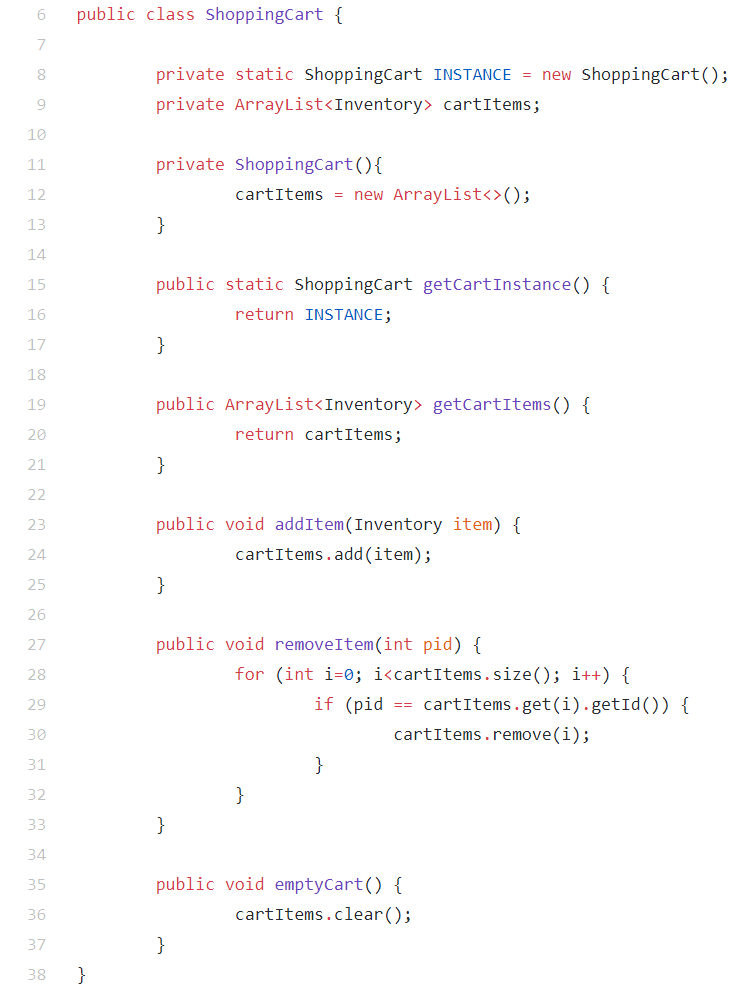 6 public class ShoppingCart {
7
8 private static ShoppingCart INSTANCE = new ShoppingCart();
9 private ArrayList<Inventory> cartItems;
10
11 private ShoppingCart(){
12 cartItems = new ArrayList<>();
13 }
14
15 public static ShoppingCart getCartInstance() {
16 return INSTANCE;
17 }
18
19 public ArrayList<Inventory> getCartItems() {
20 return cartItems;
21 }
22
23 public void addItem(Inventory item) {
24 cartItems.add(item);
25 }
26
27 public void removeItem(int pid) {
28 for (int i=0; i<cartItems.size(); i++) {
29 if (pid == cartItems.get(i).getId()) {
30 cartItems.remove(i);
31 }
32 }
33 }
34
35 public void emptyCart() {
36 cartItems.clear();
37 }
38 }